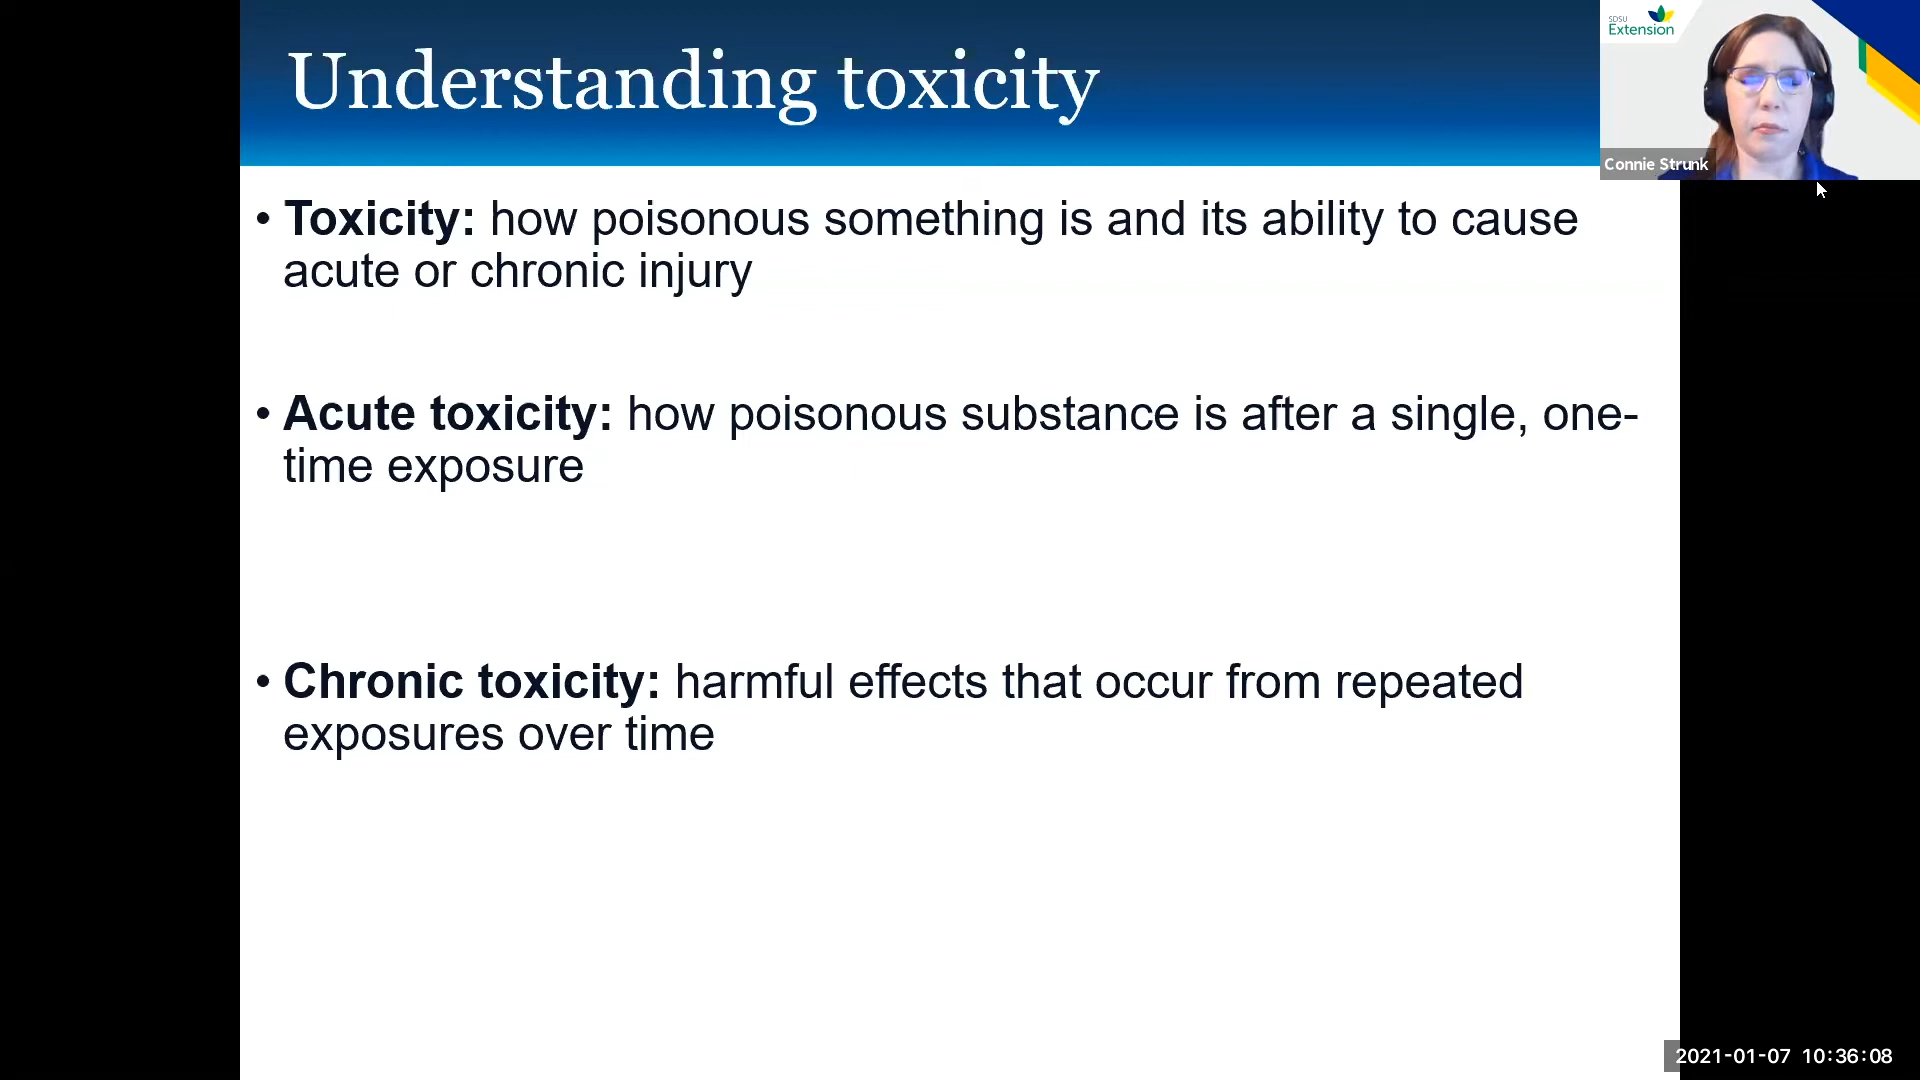 Understanding toxicity
SDSU
Extension
Connie Strunk
• Toxicity: how poisonous something is and its ability to cause
acute or chronic injury
• Acute toxicity: how poisonous substance is after a single, one-
time exposure
• Chronic toxicity: harmful effects that occur from repeated
exposures over time
2021-01-07 10:36:08